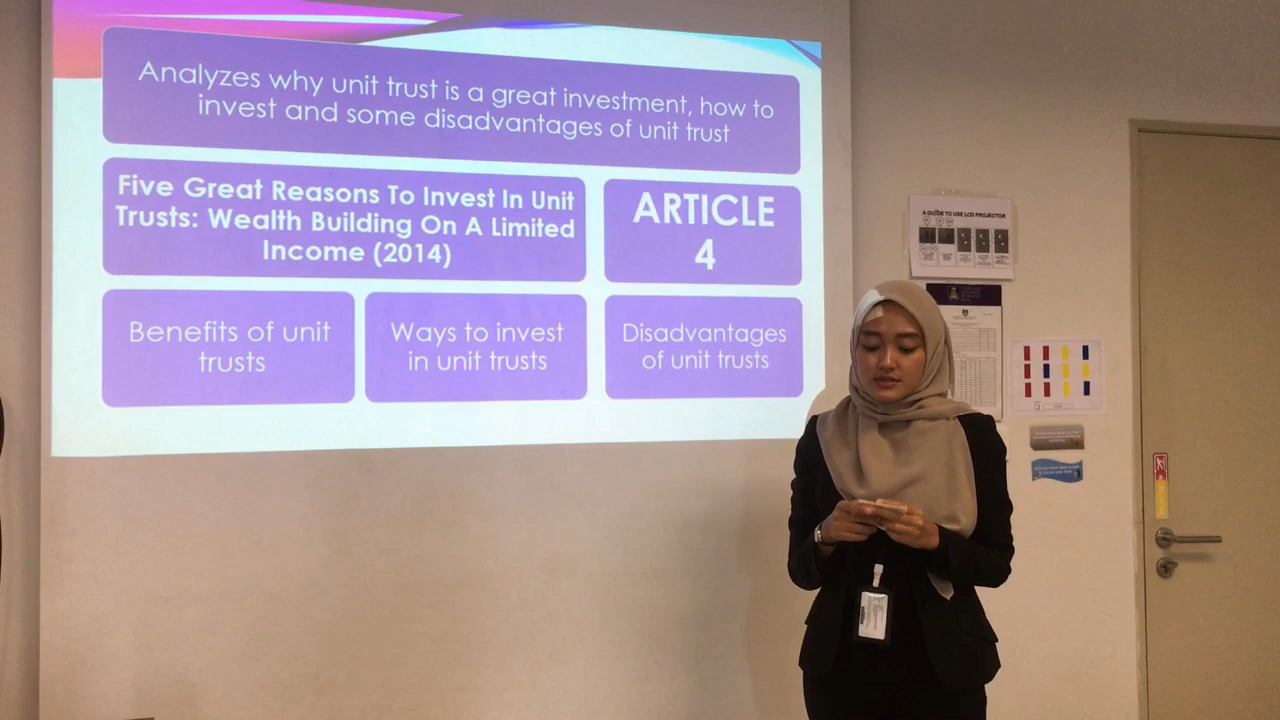 Analyzes why unit trust is a great investment, how to
invest and some disadvantages of unit trust
Five Great Reasons To Invest In Unit
Trusts: Wealth Building On A Limited
Income (2014)
ARTICLE
4
Benefits of unit
trusts
Ways to invest
in unit trusts
Disadvantages
of unit trusts
A GUIDE TO USE LCD PROJECTOR